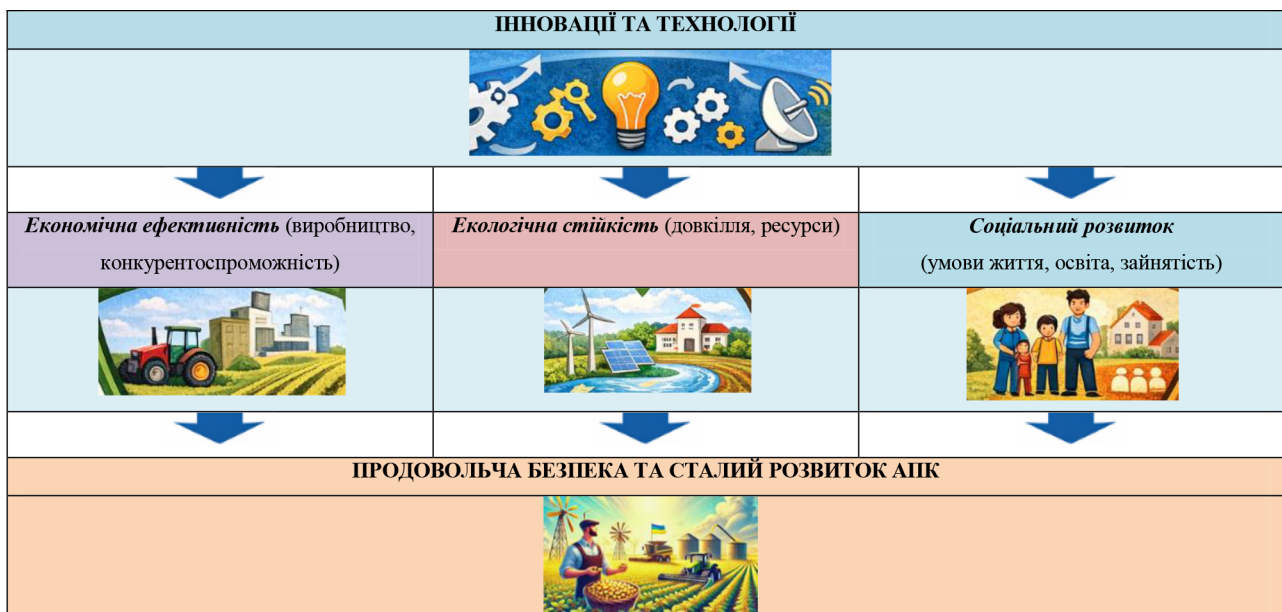 ІННОВАЦІЇ ТА ТЕХНОЛОГІЇ
Економічна ефективність (виробництво,
конкурентоспроможність)
Екологічна стійкість (довкілля, ресурси)
Соціальний розвиток
(умови життя, освіта, зайнятість)
ПРОДОВОЛЬЧА БЕЗПЕКА ТА СТАЛИЙ РОЗВИТОК АПК